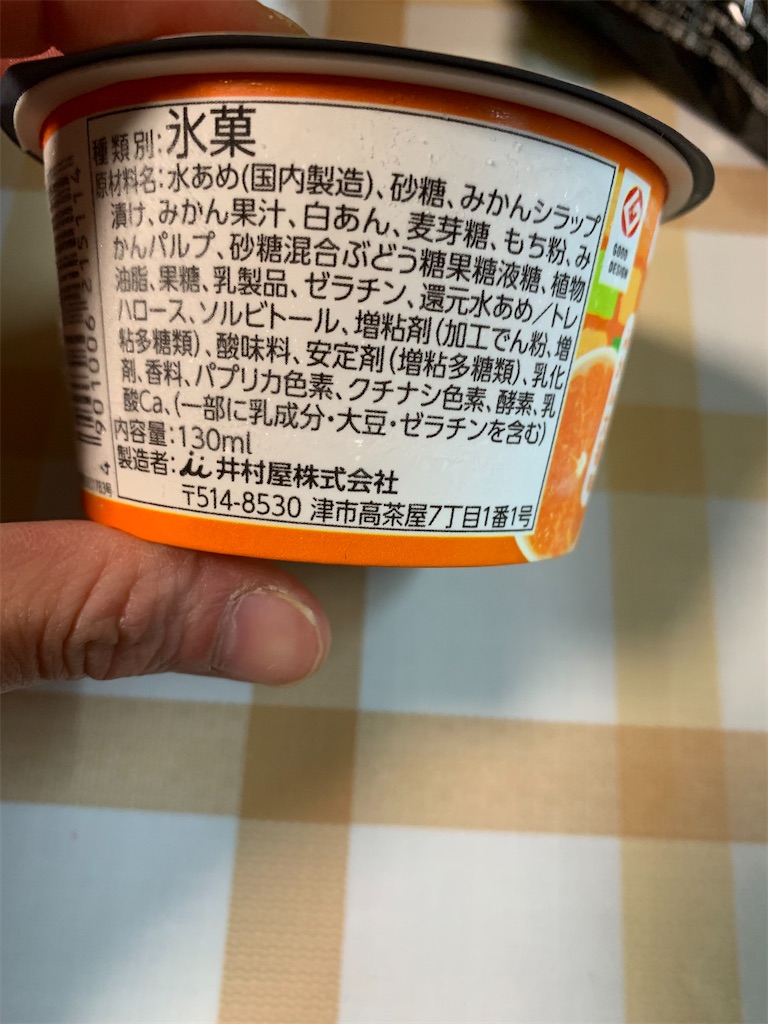 種類別:氷菓
原材料名:水あめ(国内製造)、砂糖、みかんシラップ
漬け、みかん果汁、白あん、麦芽糖、もち粉、み
かんパルプ、砂糖混合ぶどう糖果糖液糖、植物
油脂、果糖、乳製品、ゼラチン、還元水あめ/トレ
ハロース、ソルビトール、増粘剤(加工でん粉、増
粘多糖類)、酸味料、安定剤(増粘多糖類)、乳化
剤、香料、パプリカ色素、クチナシ色素、酵素、乳
酸Ca、(一部に乳成分・大豆・ゼラチンを含む)
内容量:130ml
製造者:井村屋株式会社
〒514-8530 津市高茶屋7丁目1番1号
GOOD
DESIGN
4 901006 215114